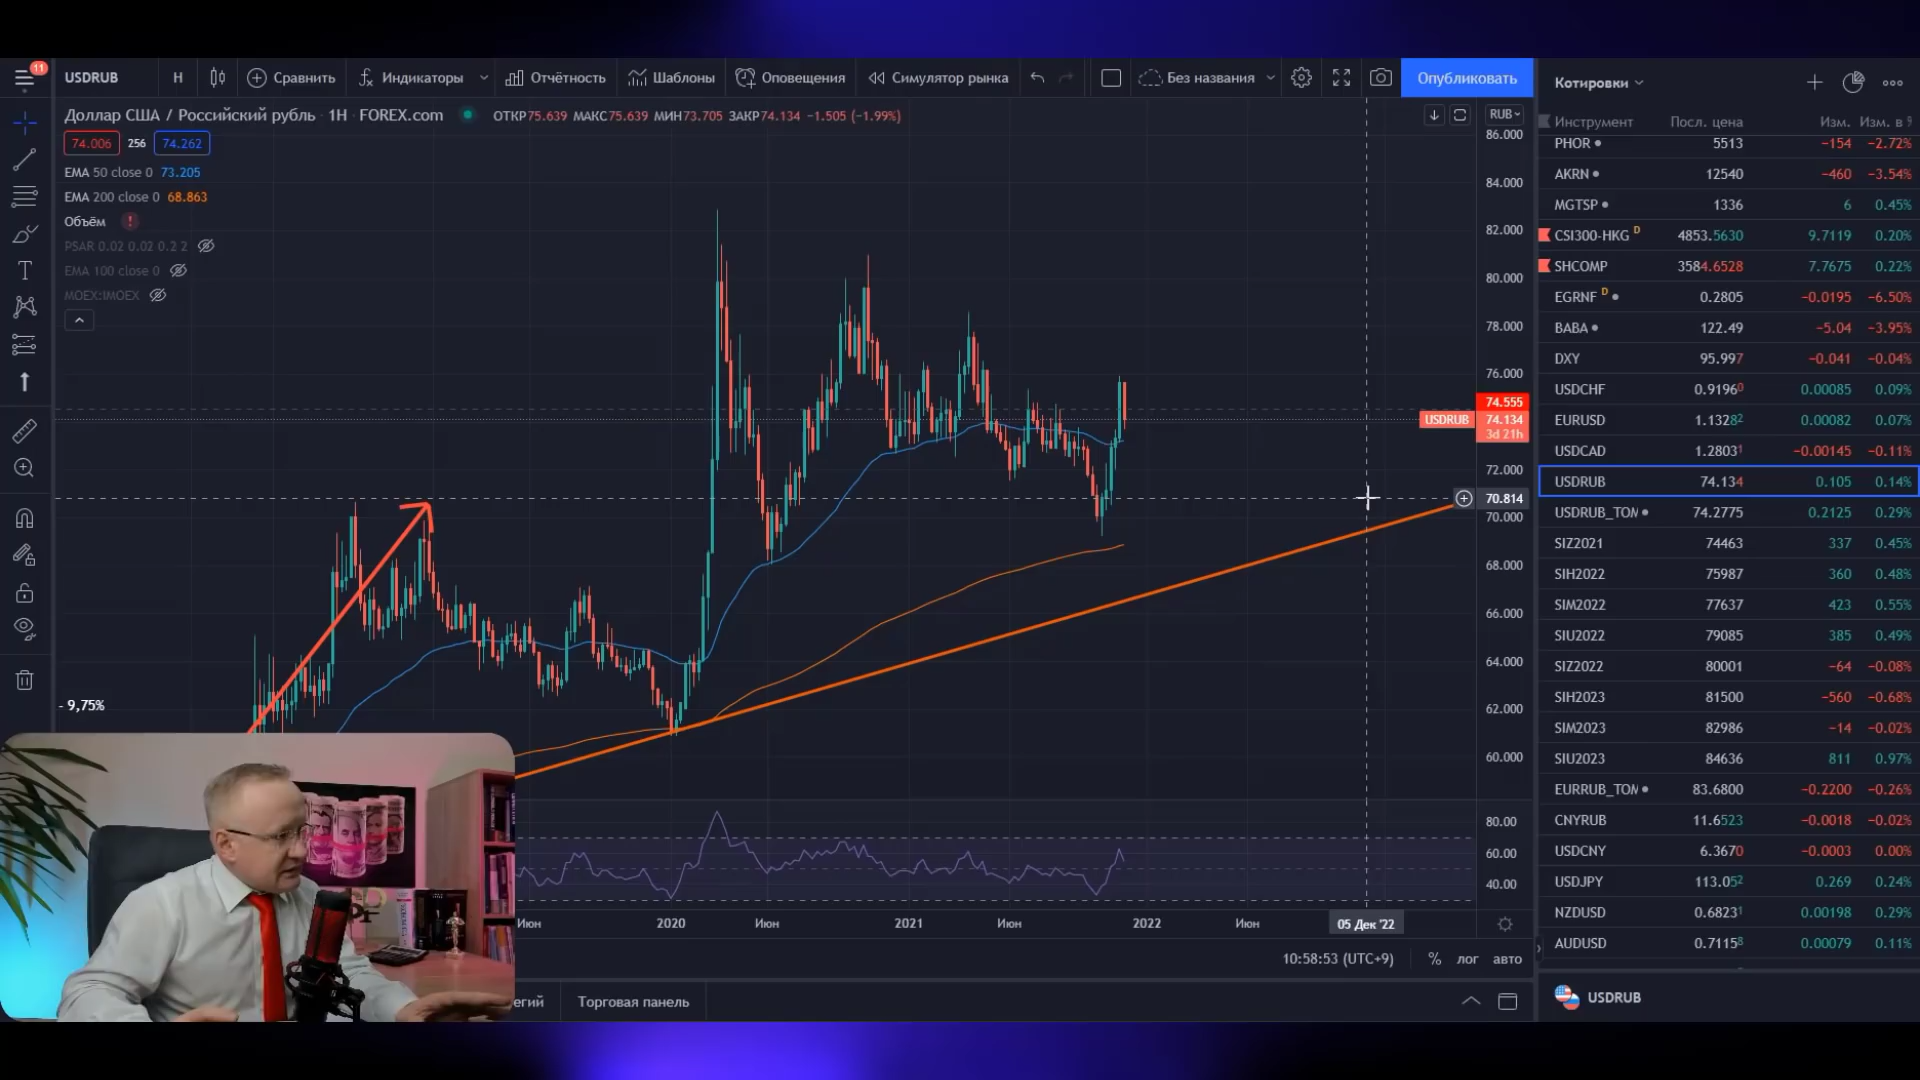 11
USDRUB
Н
Сравнить
Индикаторы
Отчётность
Шаблоны
Оповещения
Симулятор рынка
Без названия
Опубликовать
Доллар США / Российский рубль · 1Н · FOREX.com
ОТКР75.639 МАКС75.639 МИН73.705 ЗАКР74.134 −1.505 (−1.99%)
74.006 256 74.262
EMA 50 close 0 73.205
EMA 200 close 0 68.863
Объём !
PSAR 0.02 0.02 0.2 2
EMA 100 close 0
MOEX:IMOEX
- 9,75%
RUB
86.000
84.000
82.000
80.000
78.000
76.000
74.555
USDRUB 74.134
3d 21h
72.000
70.814
70.000
68.000
66.000
64.000
62.000
60.000
80.00
60.00
40.00
Июн 2020 Июн 2021 Июн 2022 Июн 05 Дек '22
10:58:53 (UTC+9) % лог авто
егий Торговая панель
Котировки
Инструмент Посл. цена Изм. Изм. в
PHOR 5513 −154 −2.72%
AKRN 12540 −460 −3.54%
MGTSP 1336 6 0.45%
CSI300-HKG D 4853.5630 9.7119 0.20%
SHCOMP 3584.6528 7.7675 0.22%
EGRNF D 0.2805 −0.0195 −6.50%
BABA 122.49 −5.04 −3.95%
DXY 95.997 −0.041 −0.04%
USDCHF 0.91960 0.00085 0.09%
EURUSD 1.13282 0.00082 0.07%
USDCAD 1.28031 −0.00145 −0.11%
USDRUB 74.134 0.105 0.14%
USDRUB_TOM 74.2775 0.2125 0.29%
SIZ2021 74463 337 0.45%
SIH2022 75987 360 0.48%
SIM2022 77637 423 0.55%
SIU2022 79085 385 0.49%
SIZ2022 80001 −64 −0.08%
SIH2023 81500 −560 −0.68%
SIM2023 82986 −14 −0.02%
SIU2023 84636 811 0.97%
EURRUB_TOM 83.6800 −0.2200 −0.26%
CNYRUB 11.6523 −0.0018 −0.02%
USDCNY 6.3670 −0.0003 0.00%
USDJPY 113.052 0.269 0.24%
NZDUSD 0.68231 0.00198 0.29%
AUDUSD 0.71158 0.00079 0.11%
USDRUB